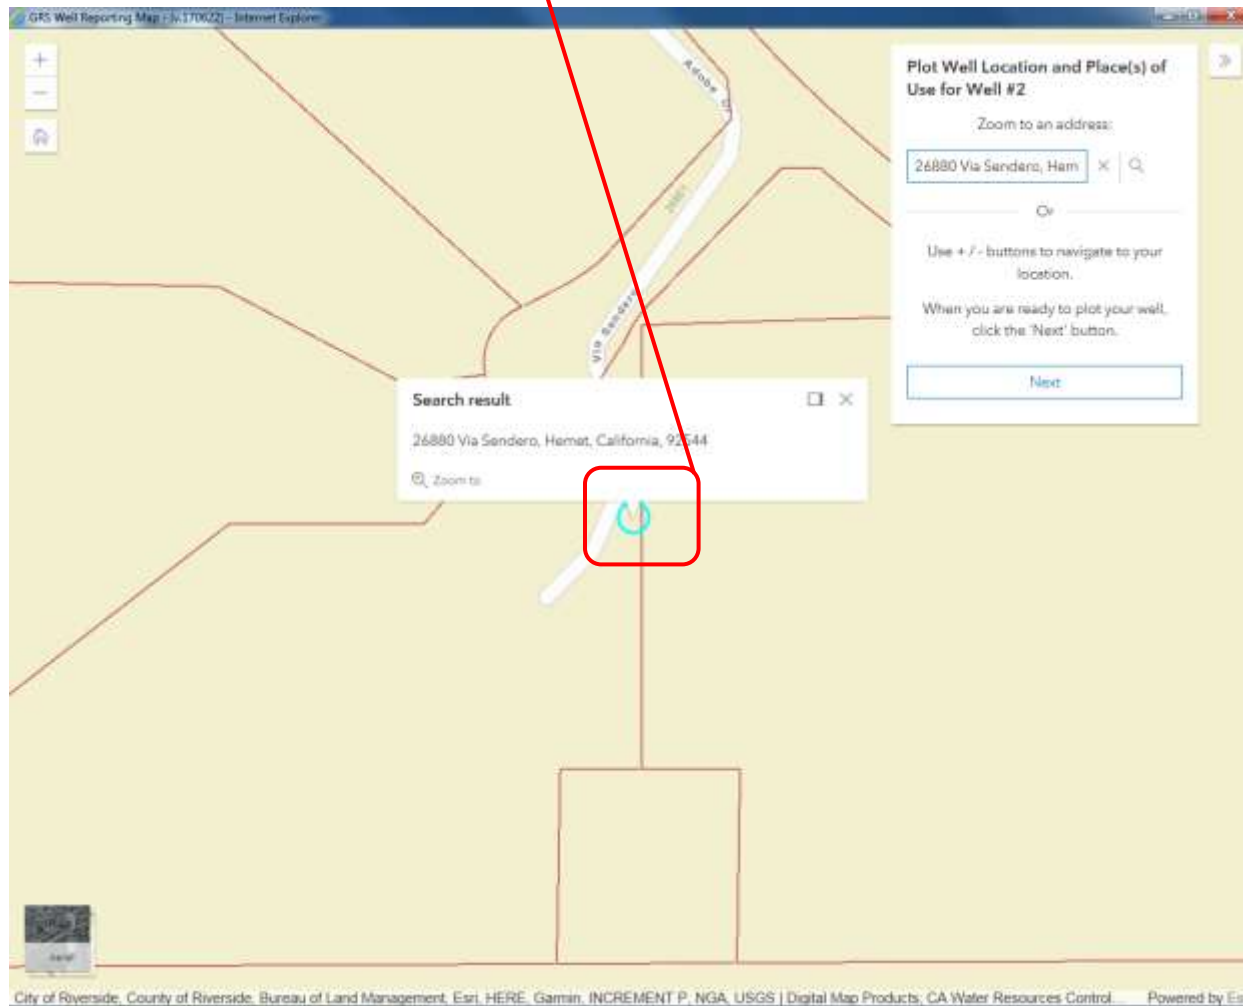 GRS Well Reporting Map - (v.170622) - Internet Explorer
Adobe
Via Sendero
Plot Well Location and Place(s) of
Use for Well #2
Zoom to an address:
26880 Via Sendero, Hem
Or
Use + / - buttons to navigate to your
location.
When you are ready to plot your well,
click the 'Next' button.
Next
Search result
26880 Via Sendero, Hemet, California, 92544
Zoom to
City of Riverside, County of Riverside, Bureau of Land Management, Esri, HERE, Garmin, INCREMENT P, NGA, USGS | Digital Map Products; CA Water Resources Control Powered by Es